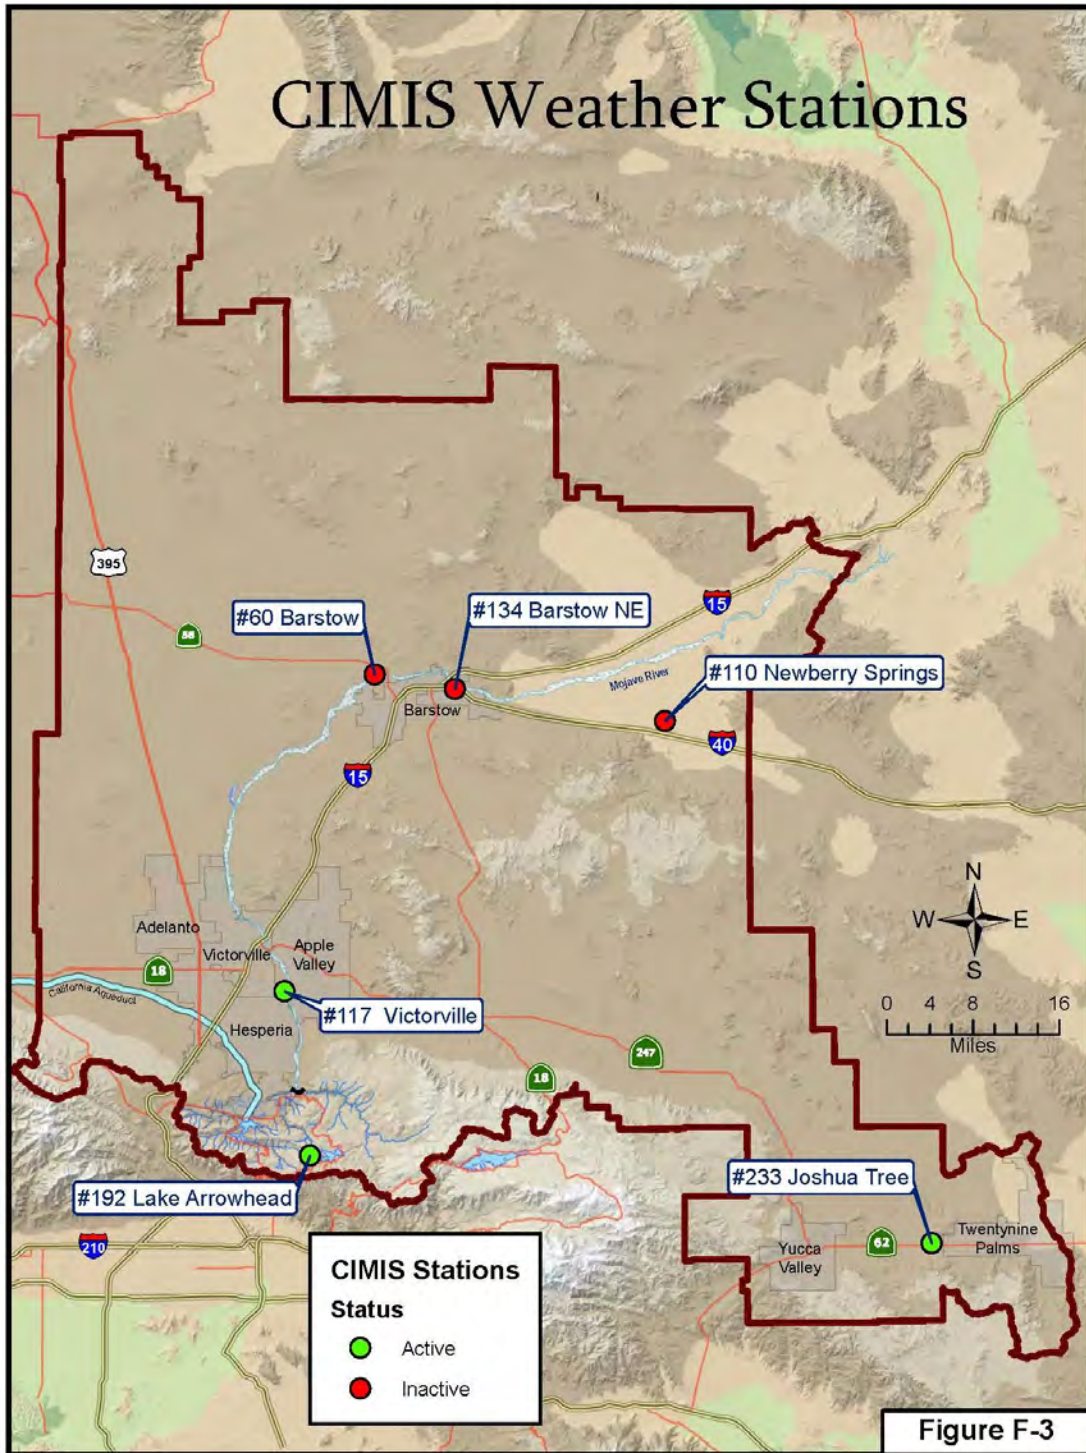 CIMIS Weather Stations
395
58
#60 Barstow
#134 Barstow NE
15
Mojave River
#110 Newberry Springs
Barstow
40
15
N
W E
S
Adelanto
Victorville
Apple
Valley
18
California Aqueduct
#117 Victorville
Hesperia
0 4 8 16
Miles
247
18
#192 Lake Arrowhead
#233 Joshua Tree
210
Yucca
Valley
62
Twentynine
Palms
CIMIS Stations
Status
Active
Inactive
Figure F-3